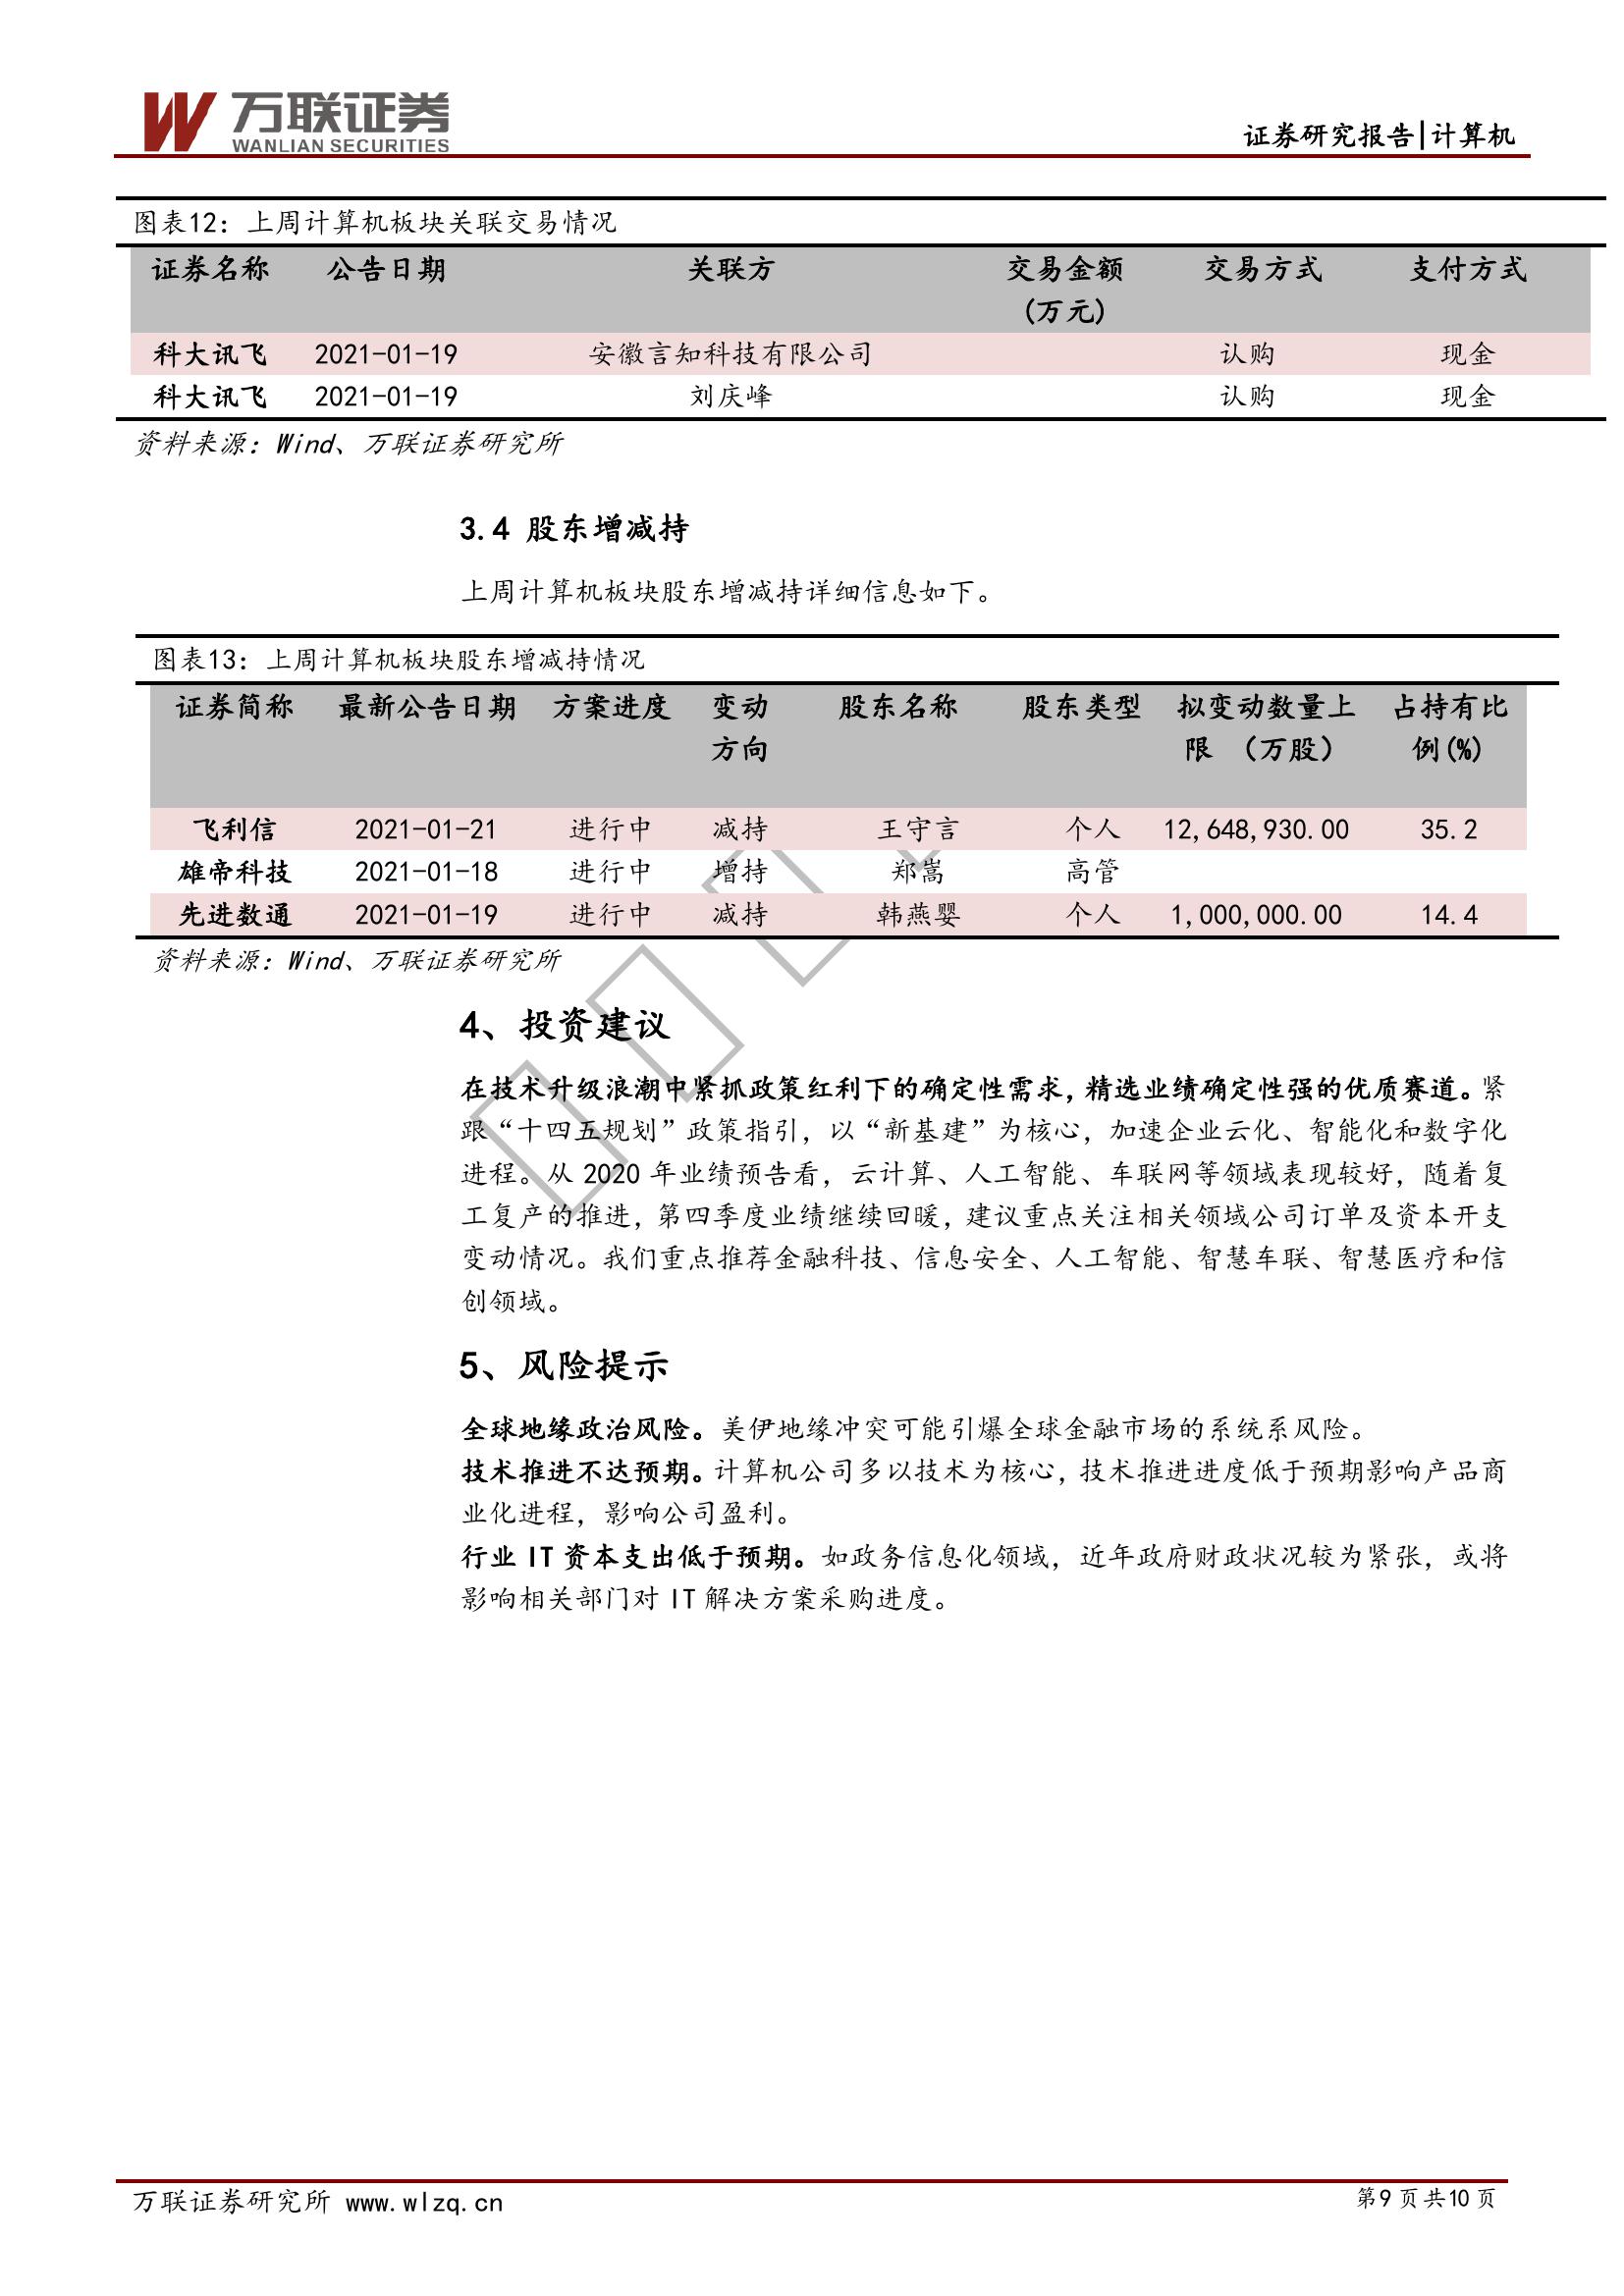 万联证券
WANLIAN SECURITIES
证券研究报告|计算机
图表12：上周计算机板块关联交易情况
证券名称 公告日期 关联方 交易金额(万元) 交易方式 支付方式
科大讯飞 2021-01-19 安徽言知科技有限公司 认购 现金
科大讯飞 2021-01-19 刘庆峰 认购 现金
资料来源：Wind、万联证券研究所
3.4 股东增减持
上周计算机板块股东增减持详细信息如下。
图表13：上周计算机板块股东增减持情况
证券简称 最新公告日期 方案进度 变动方向 股东名称 股东类型 拟变动数量上限 （万股） 占持有比例(%)
飞利信 2021-01-21 进行中 减持 王守言 个人 12,648,930.00 35.2
雄帝科技 2021-01-18 进行中 增持 郑嵩 高管
先进数通 2021-01-19 进行中 减持 韩燕婴 个人 1,000,000.00 14.4
资料来源：Wind、万联证券研究所
4、投资建议
在技术升级浪潮中紧抓政策红利下的确定性需求，精选业绩确定性强的优质赛道。紧
跟“十四五规划”政策指引，以“新基建”为核心，加速企业云化、智能化和数字化
进程。从 2020 年业绩预告看，云计算、人工智能、车联网等领域表现较好，随着复
工复产的推进，第四季度业绩继续回暖，建议重点关注相关领域公司订单及资本开支
变动情况。我们重点推荐金融科技、信息安全、人工智能、智慧车联、智慧医疗和信
创领域。
5、风险提示
全球地缘政治风险。美伊地缘冲突可能引爆全球金融市场的系统系风险。
技术推进不达预期。计算机公司多以技术为核心，技术推进进度低于预期影响产品商
业化进程，影响公司盈利。
行业 IT 资本支出低于预期。如政务信息化领域，近年政府财政状况较为紧张，或将
影响相关部门对 IT 解决方案采购进度。
万联证券研究所 www.wlzq.cn
第9 页共10 页